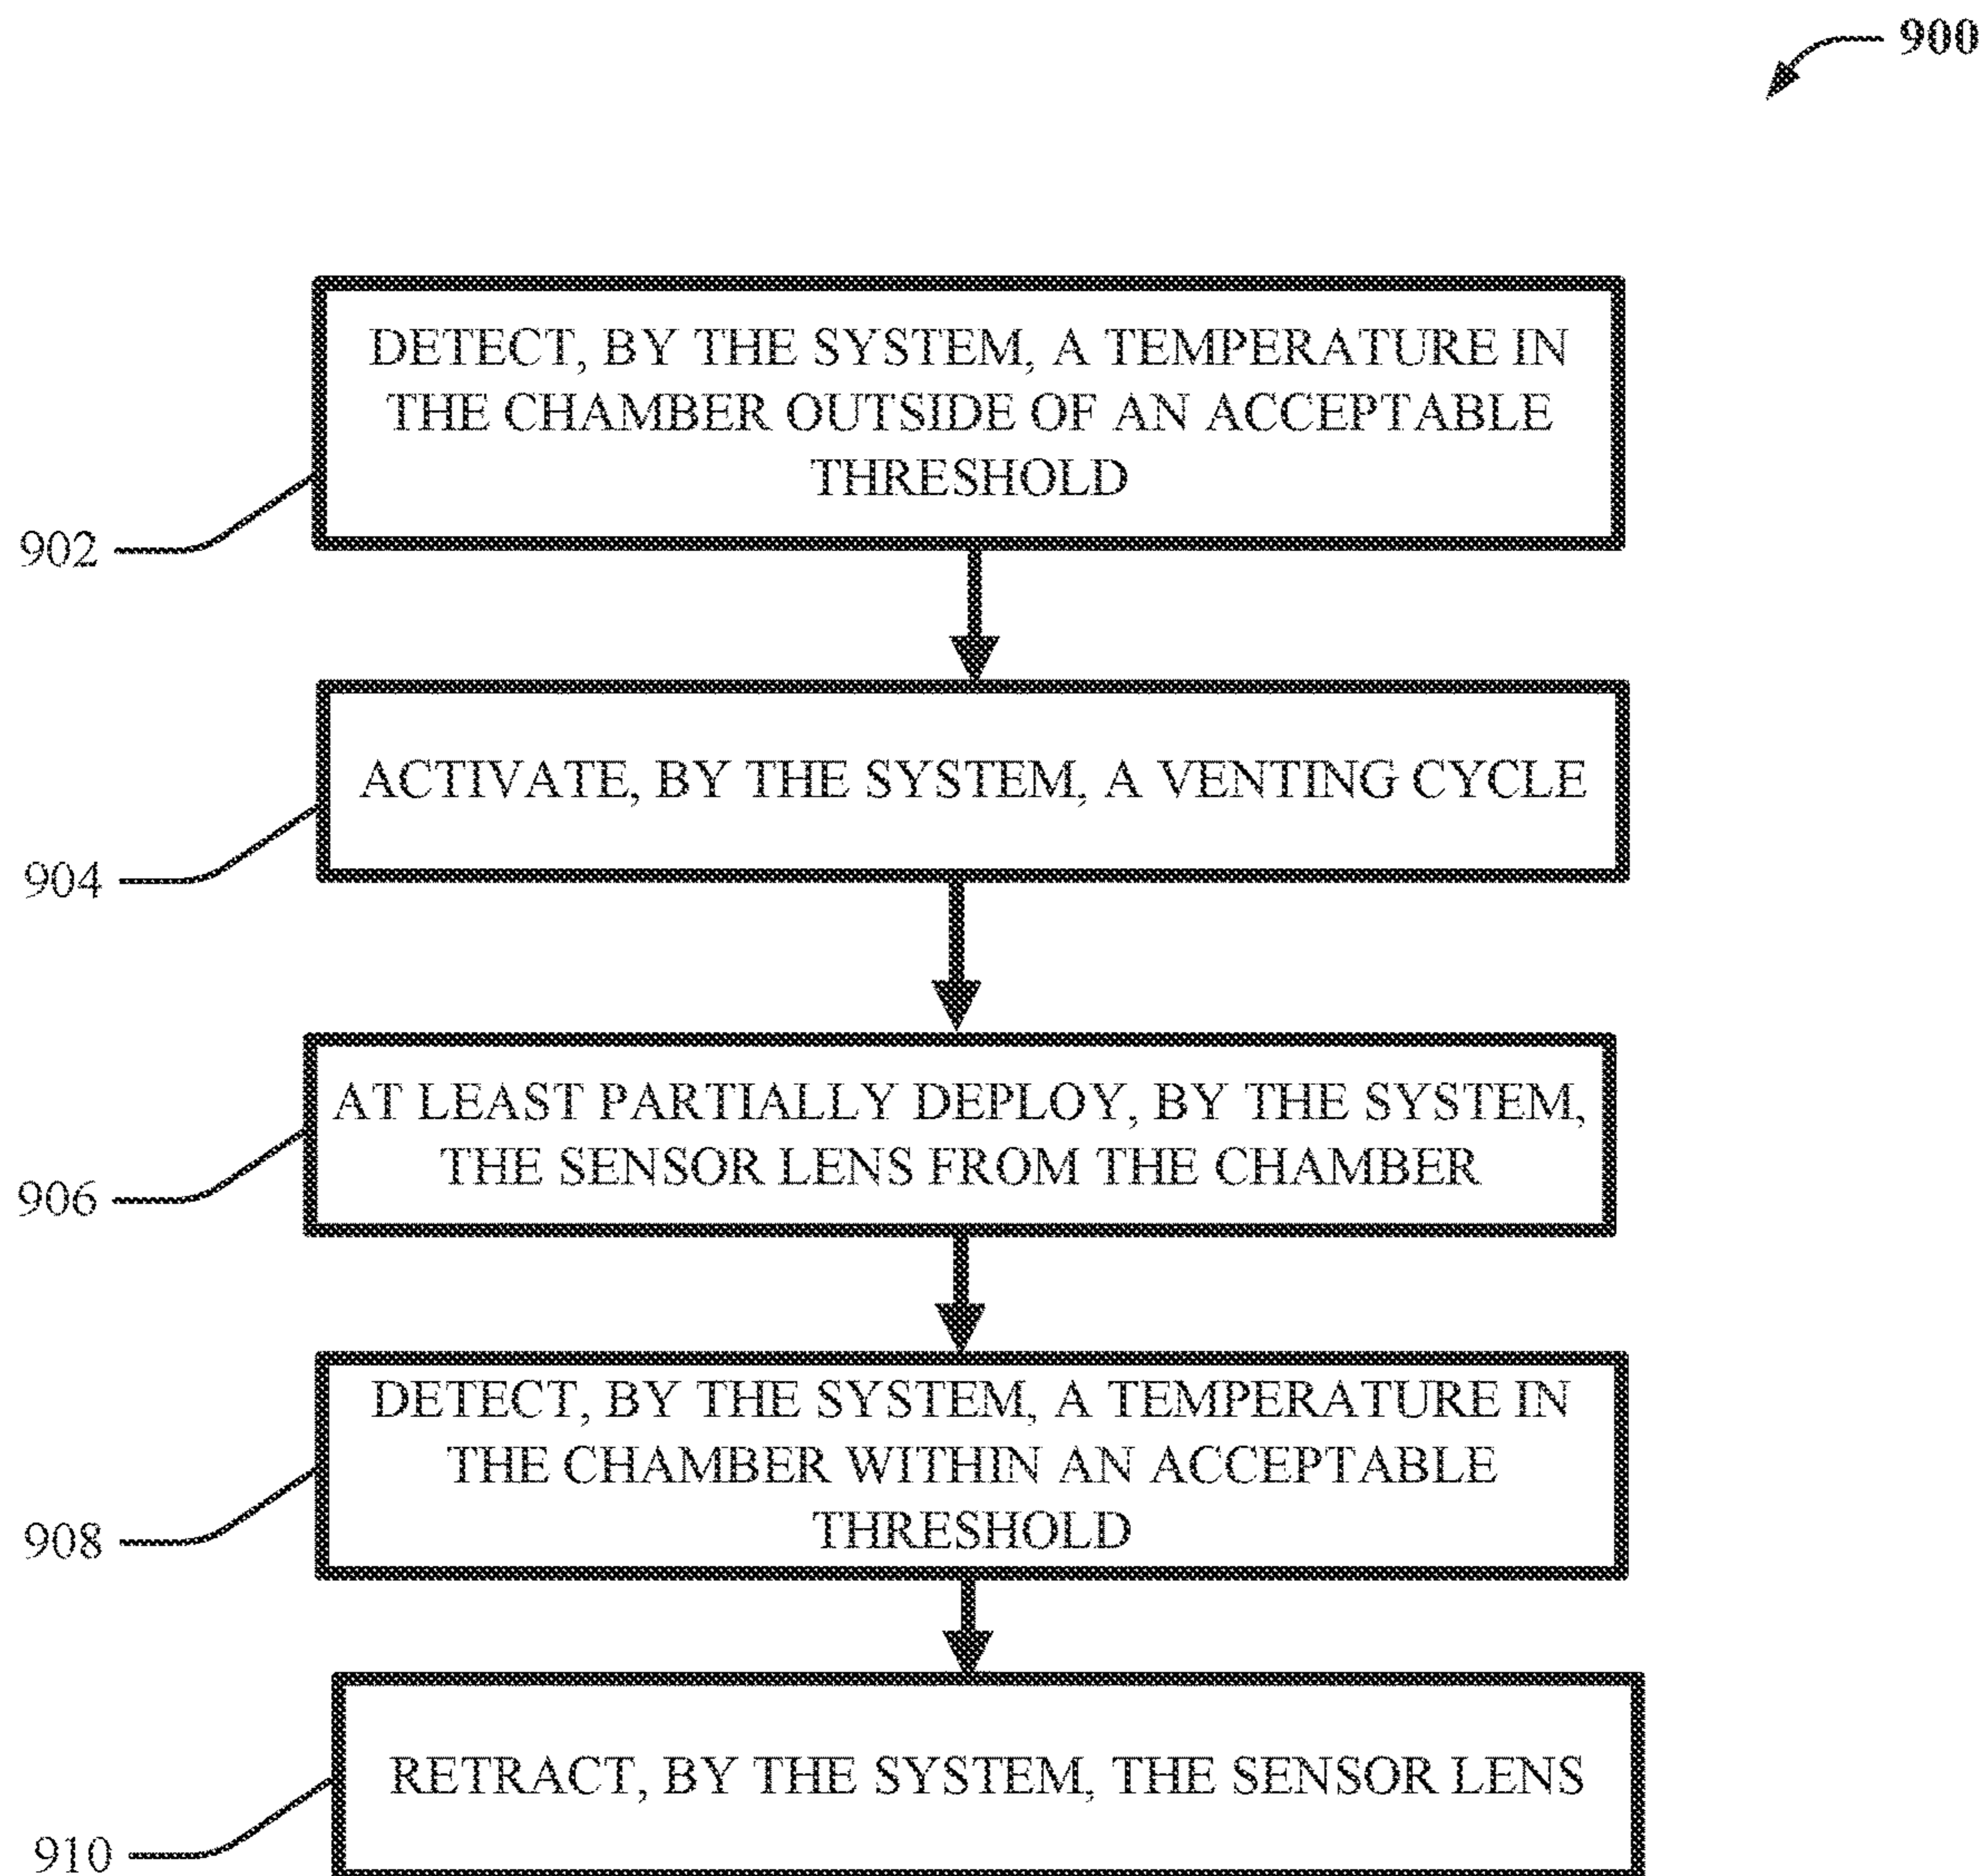 900
DETECT, BY THE SYSTEM, A TEMPERATURE IN
THE CHAMBER OUTSIDE OF AN ACCEPTABLE
THRESHOLD
902
ACTIVATE, BY THE SYSTEM, A VENTING CYCLE
904
AT LEAST PARTIALLY DEPLOY, BY THE SYSTEM,
THE SENSOR LENS FROM THE CHAMBER
906
DETECT, BY THE SYSTEM, A TEMPERATURE IN
THE CHAMBER WITHIN AN ACCEPTABLE
THRESHOLD
908
RETRACT, BY THE SYSTEM, THE SENSOR LENS
910